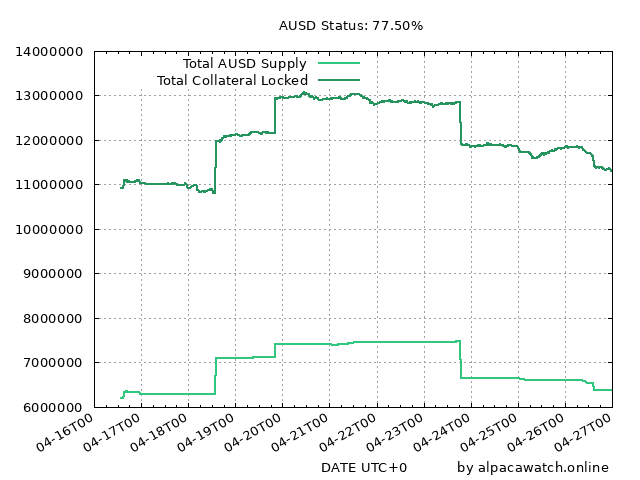 AUSD Status: 77.50%
14000000
Total AUSD Supply
Total Collateral Locked
13000000
12000000
11000000
10000000
9000000
8000000
7000000
6000000
04-16T00
04-17T00
04-18T00
04-19T00
04-20T00
04-21T00
04-22T00
04-23T00
04-24T00
04-25T00
04-26T00
04-27T00
DATE UTC+0
by alpacawatch.online